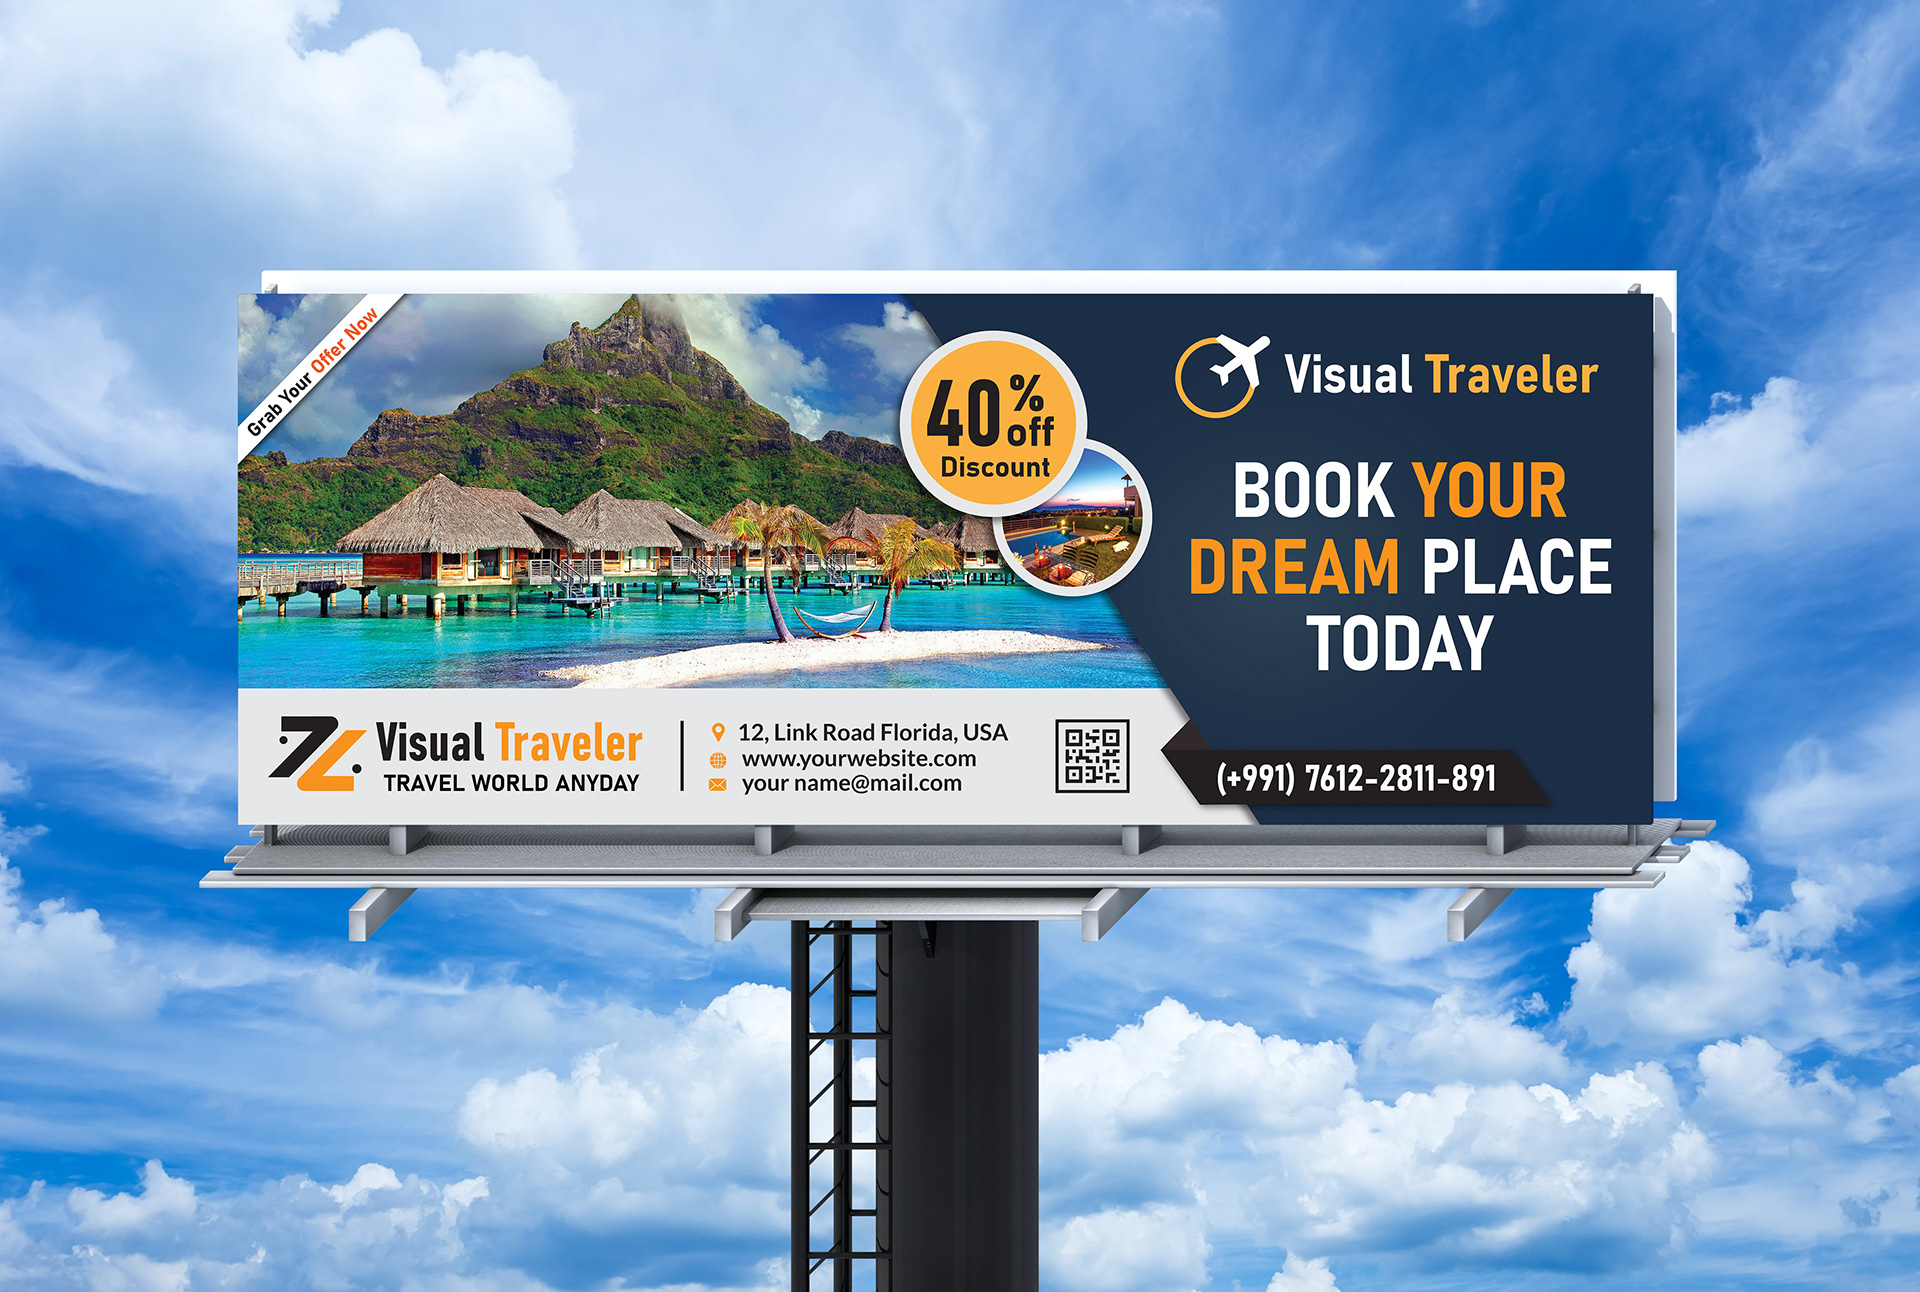 Grab Your Offer Now
40% off
Discount
Visual Traveler
BOOK YOUR
DREAM PLACE
TODAY
Visual Traveler
TRAVEL WORLD ANYDAY
12, Link Road Florida, USA
www.yourwebsite.com
your name@mail.com
(+991) 7612-2811-891